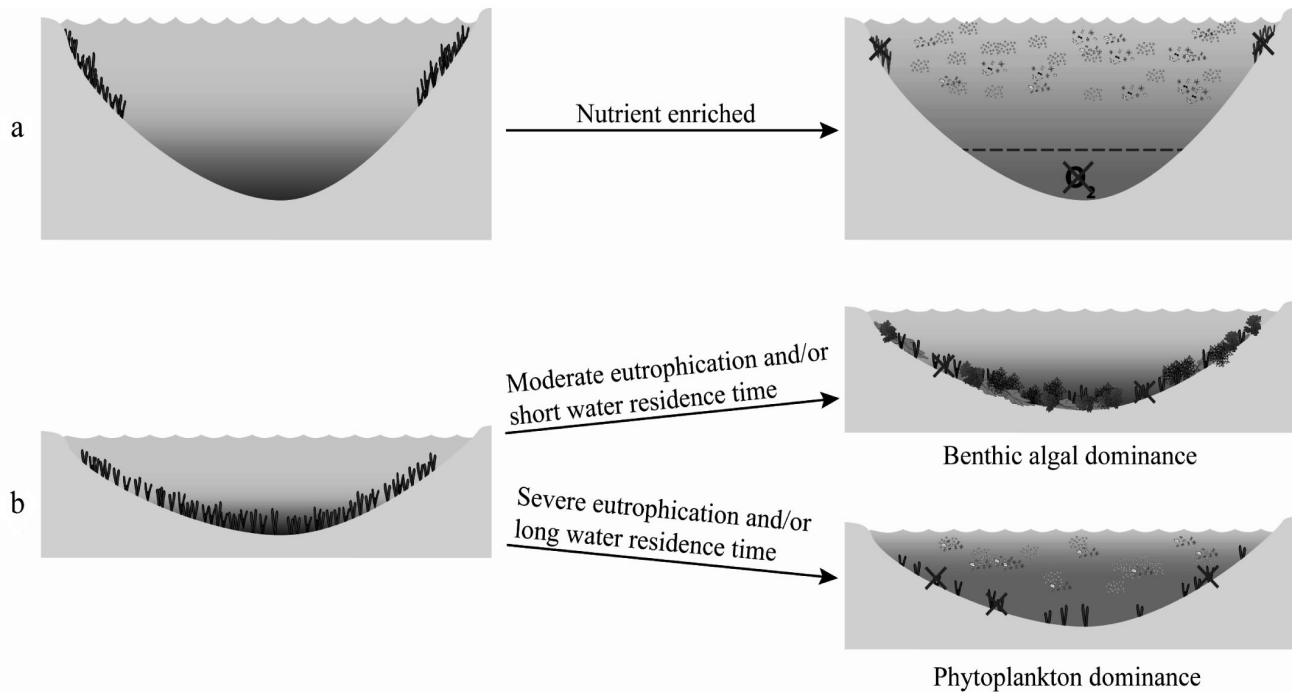 a
Nutrient enriched
O2
b
Moderate eutrophication and/or
short water residence time
Benthic algal dominance
Severe eutrophication and/or
long water residence time
Phytoplankton dominance